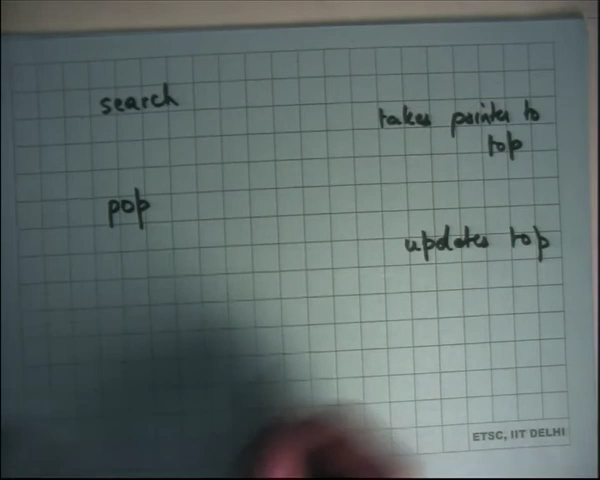 search
takes pointer to
top
pop
updates top
ETSC, IIT DELHI